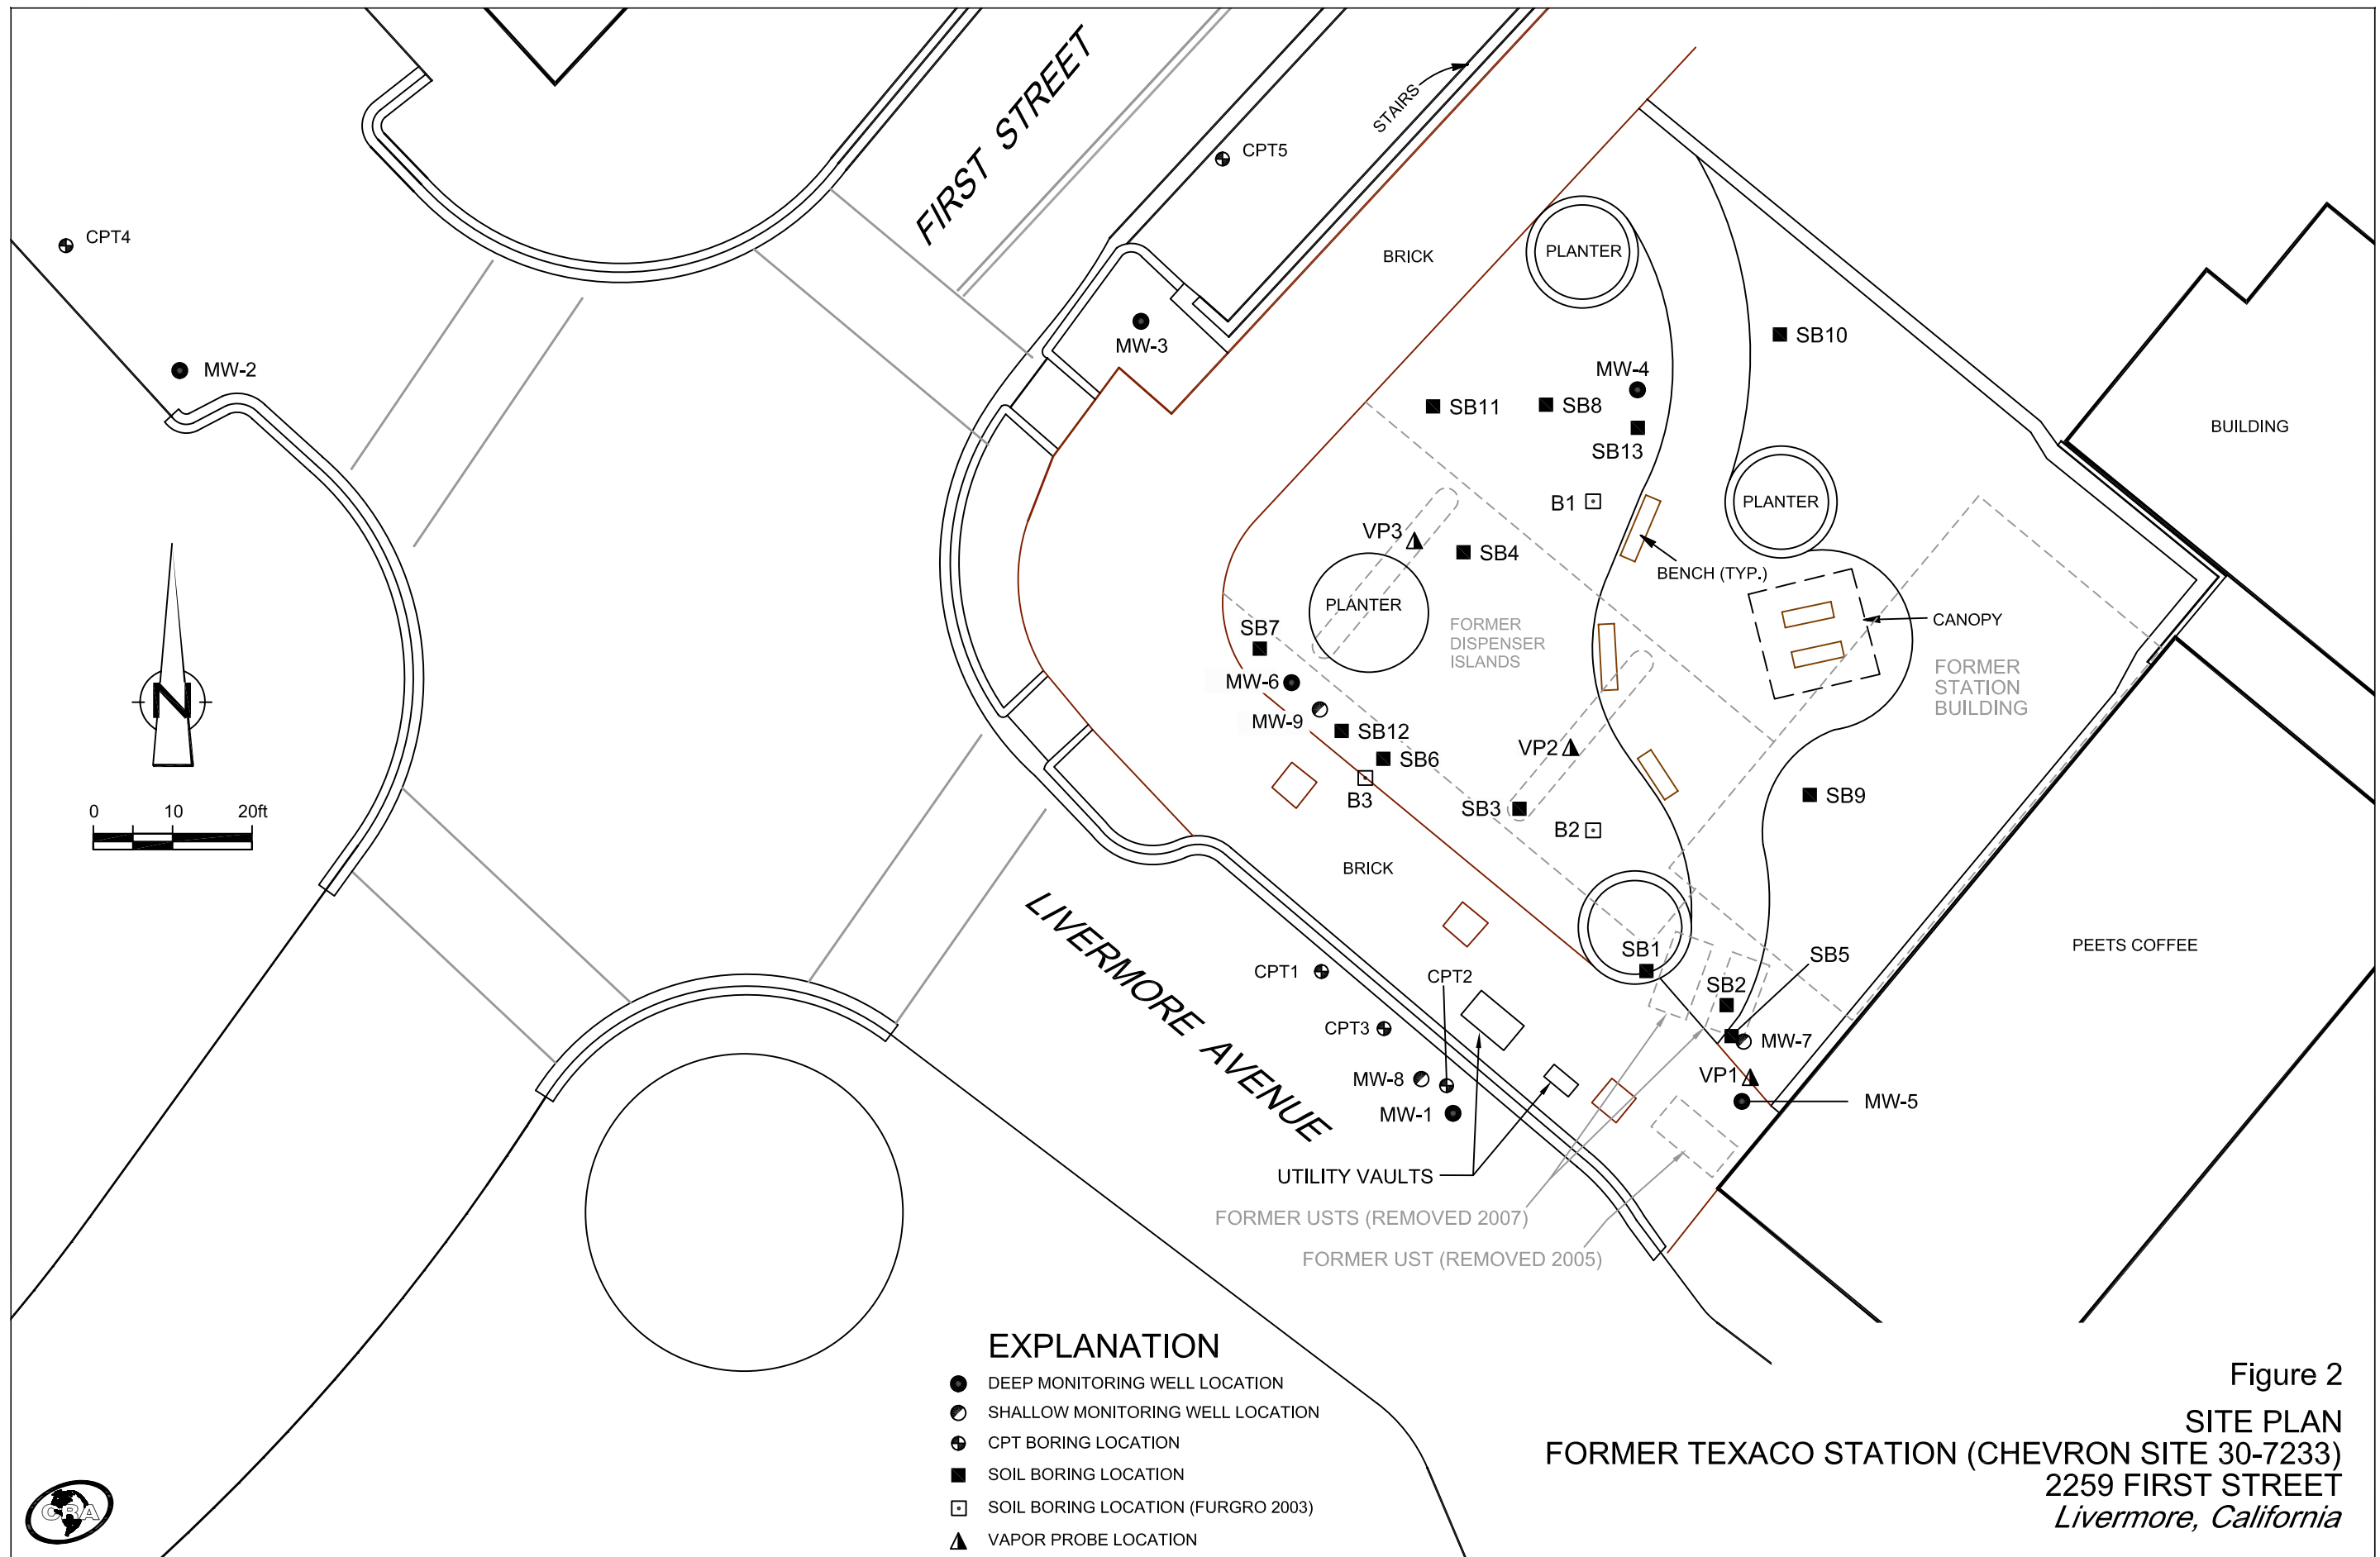 FIRST STREET
STAIRS
CPT5
CPT4
MW-2
MW-3
BRICK
PLANTER
SB10
MW-4
SB11
SB8
SB13
BUILDING
B1
PLANTER
VP3
SB4
BENCH (TYP.)
PLANTER
CANOPY
SB7
FORMER
DISPENSER
ISLANDS
FORMER
STATION
BUILDING
MW-6
MW-9
SB12
SB6
VP2
B3
SB3
B2
SB9
N
0 10 20ft
BRICK
LIVERMORE AVENUE
PEETS COFFEE
SB1
SB5
CPT1
CPT2
SB2
CPT3
MW-7
MW-8
VP1
MW-1
MW-5
UTILITY VAULTS
FORMER USTS (REMOVED 2007)
FORMER UST (REMOVED 2005)
EXPLANATION
DEEP MONITORING WELL LOCATION
SHALLOW MONITORING WELL LOCATION
CPT BORING LOCATION
SOIL BORING LOCATION
SOIL BORING LOCATION (FURGRO 2003)
VAPOR PROBE LOCATION
CRA
Figure 2
SITE PLAN
FORMER TEXACO STATION (CHEVRON SITE 30-7233)
2259 FIRST STREET
Livermore, California